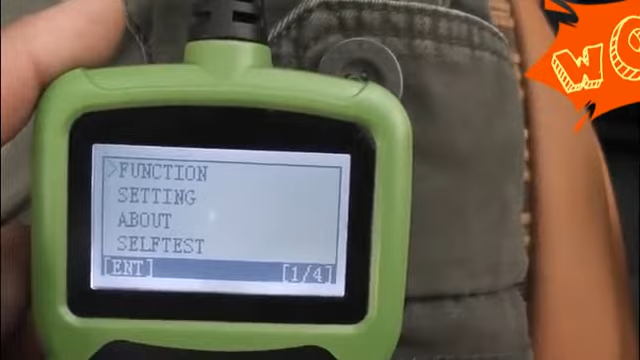 >FUNCTION
SETTING
ABOUT
SELFTEST
[ENT] [1/4]